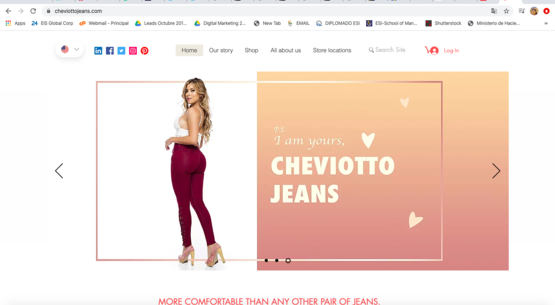 cheviottojeans.com
Apps
24 ESI Global Corp
Webmail - Principal
Leads Octubre 201...
Digital Marketing 2...
New Tab
EMAIL
DIPLOMADO ESI
ESI-School of Man...
Shutterstock
Ministerio de Hacie...
Home
Our story
Shop
All about us
Store locations
Search Site
Log In
P.S.
I am yours,
CHEVIOTTO
JEANS
MORE COMFORTABLE THAN ANY OTHER PAIR OF JEANS.